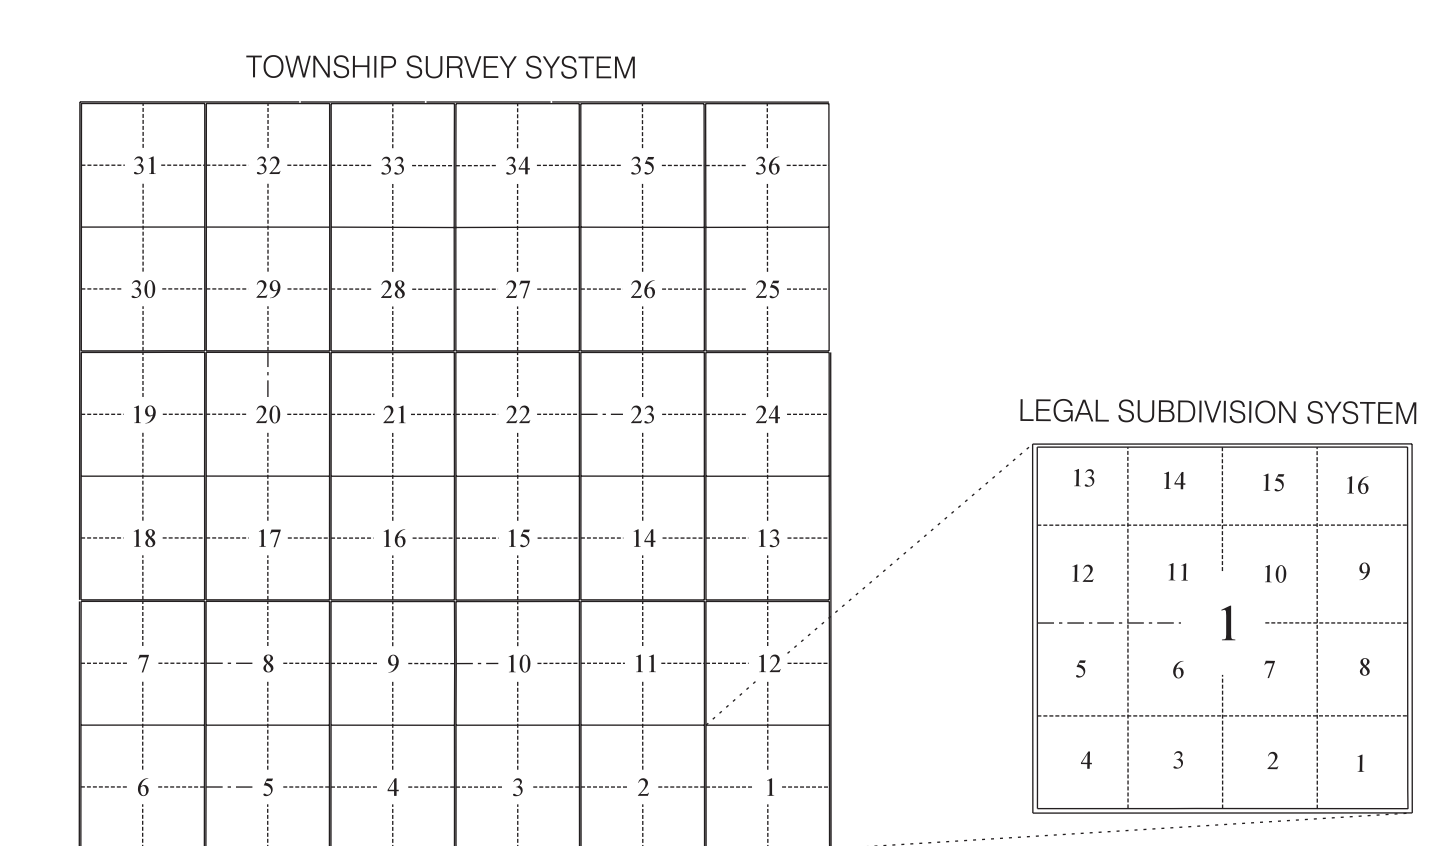 TOWNSHIP SURVEY SYSTEM
31 32 33 34 35 36
30 29 28 27 26 25
19 20 21 22 23 24
18 17 16 15 14 13
7 8 9 10 11 12
6 5 4 3 2 1
LEGAL SUBDIVISION SYSTEM
13 14 15 16
12 11 10 9
1
5 6 7 8
4 3 2 1